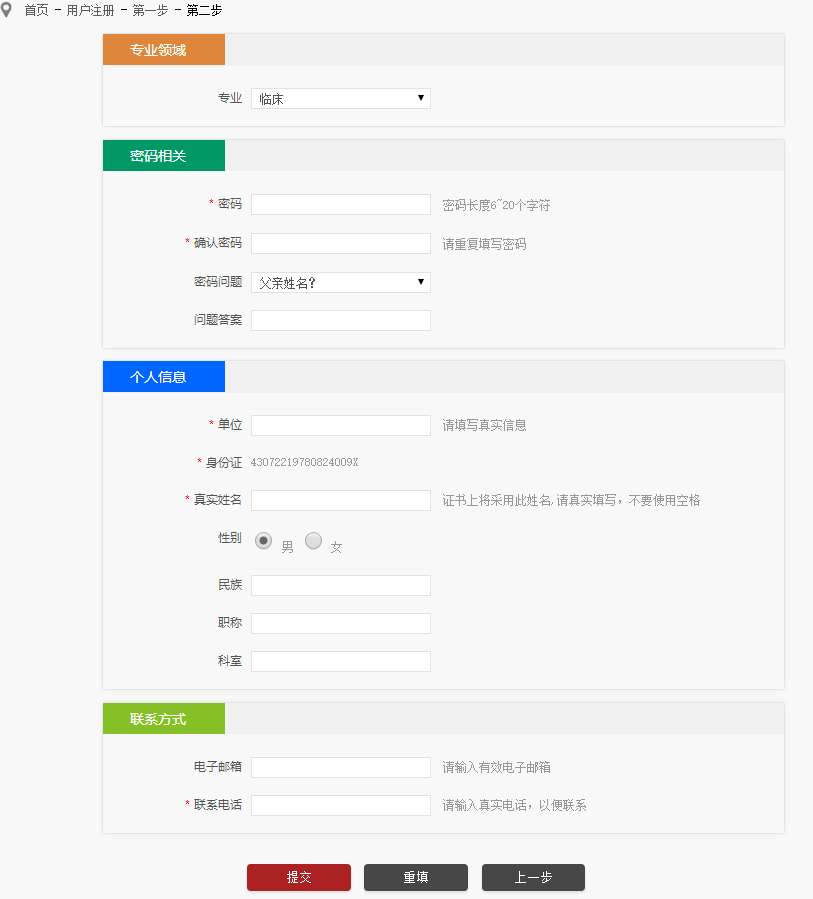 首页 - 用户注册 - 第一步 - 第二步
专业领域
专业 临床
密码相关
* 密码 密码长度6~20个字符
* 确认密码 请重复填写密码
密码问题 父亲姓名?
问题答案
个人信息
* 单位 请填写真实信息
* 身份证 43072219780824009X
* 真实姓名 证书上将采用此姓名,请真实填写，不要使用空格
性别 男 女
民族
职称
科室
联系方式
电子邮箱 请输入有效电子邮箱
* 联系电话 请输入真实电话，以便联系
提交 重填 上一步